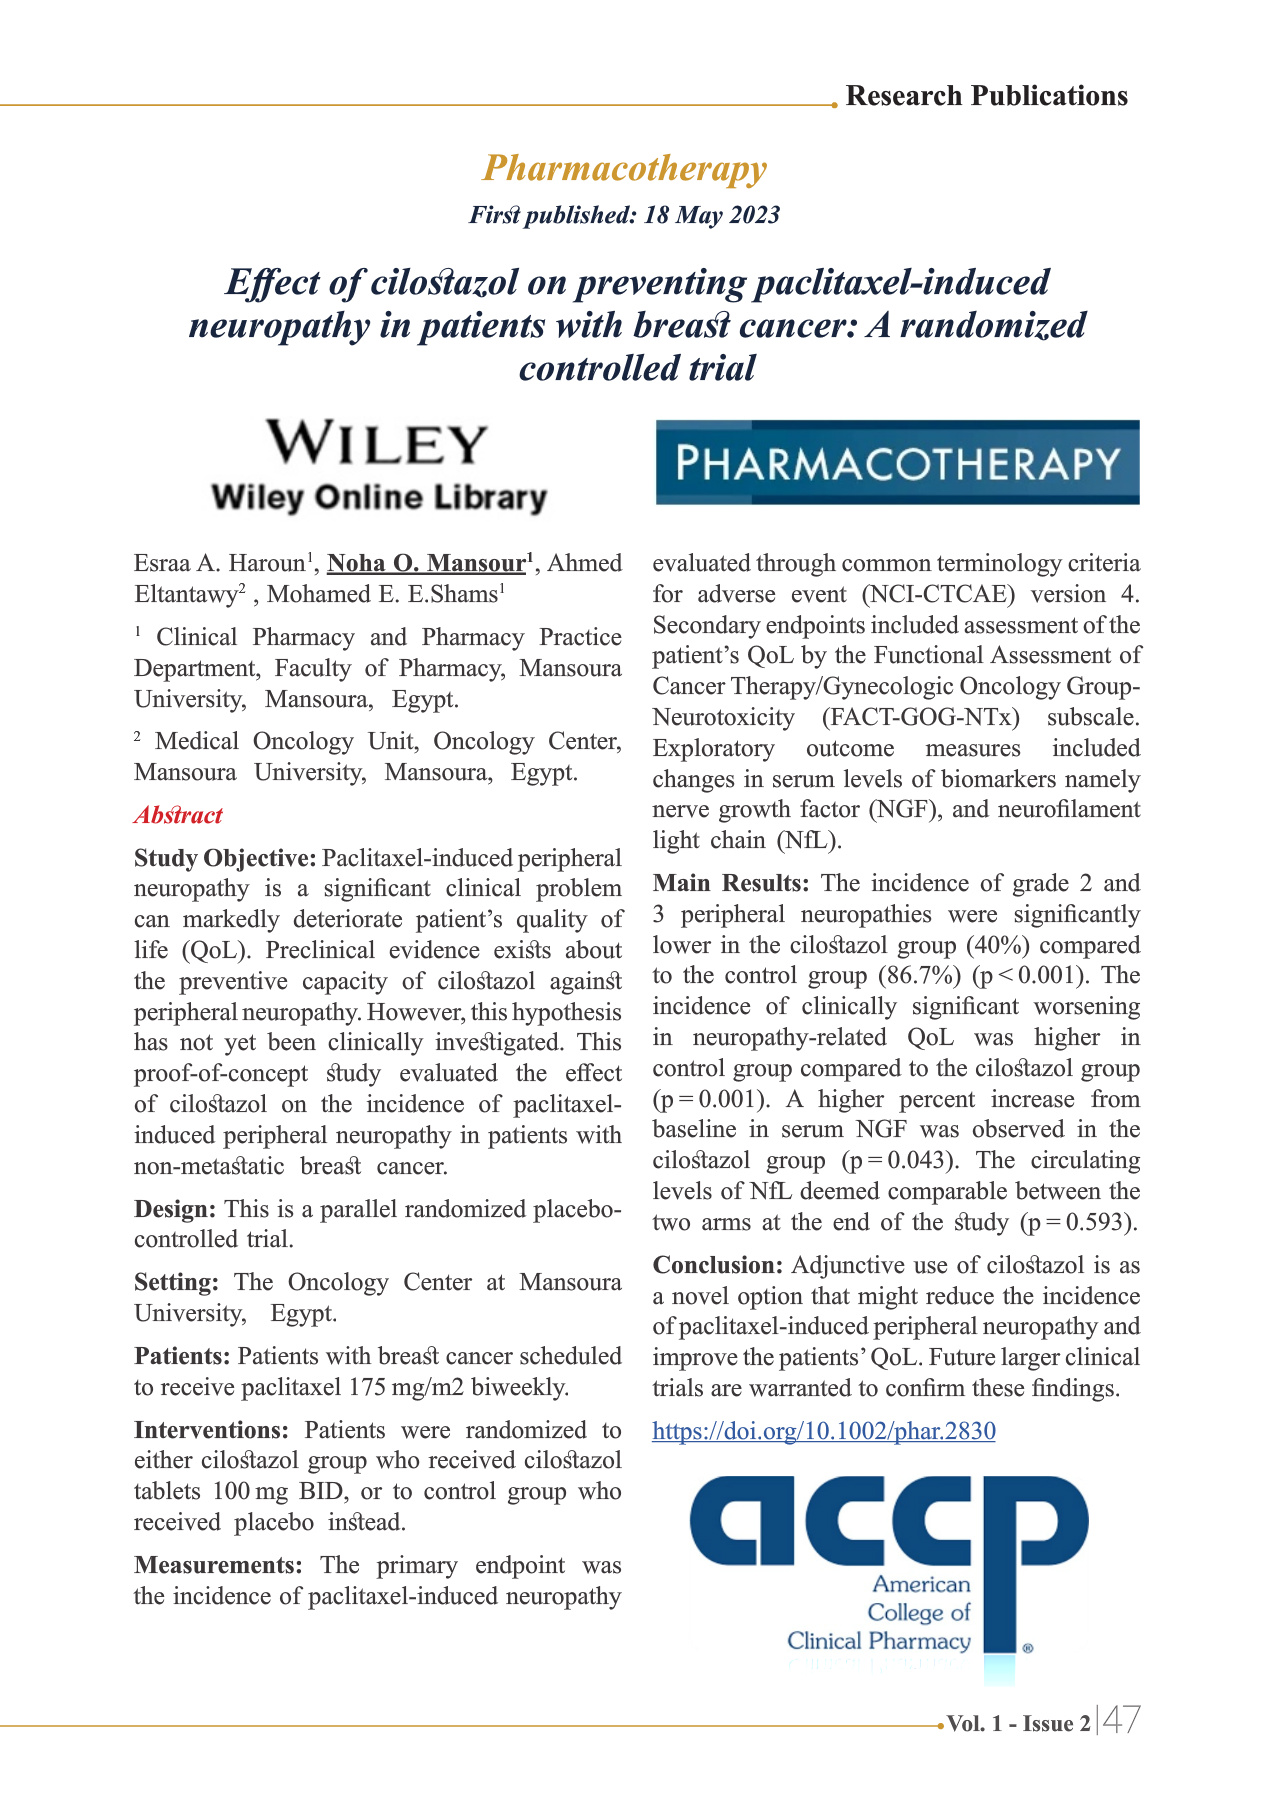 Research Publications
Pharmacotherapy
First published: 18 May 2023
Effect of cilostazol on preventing paclitaxel-induced
neuropathy in patients with breast cancer: A randomized
controlled trial
WILEY
Wiley Online Library
PHARMACOTHERAPY
Esraa A. Haroun¹, Noha O. Mansour¹, Ahmed
Eltantawy² , Mohamed E. E.Shams¹
¹ Clinical Pharmacy and Pharmacy Practice
Department, Faculty of Pharmacy, Mansoura
University, Mansoura, Egypt.
² Medical Oncology Unit, Oncology Center,
Mansoura University, Mansoura, Egypt.
Abstract
Study Objective: Paclitaxel-induced peripheral
neuropathy is a significant clinical problem
can markedly deteriorate patient’s quality of
life (QoL). Preclinical evidence exists about
the preventive capacity of cilostazol against
peripheral neuropathy. However, this hypothesis
has not yet been clinically investigated. This
proof-of-concept study evaluated the effect
of cilostazol on the incidence of paclitaxel-
induced peripheral neuropathy in patients with
non-metastatic breast cancer.
Design: This is a parallel randomized placebo-
controlled trial.
Setting: The Oncology Center at Mansoura
University, Egypt.
Patients: Patients with breast cancer scheduled
to receive paclitaxel 175 mg/m2 biweekly.
Interventions: Patients were randomized to
either cilostazol group who received cilostazol
tablets 100 mg BID, or to control group who
received placebo instead.
Measurements: The primary endpoint was
the incidence of paclitaxel-induced neuropathy
evaluated through common terminology criteria
for adverse event (NCI-CTCAE) version 4.
Secondary endpoints included assessment of the
patient’s QoL by the Functional Assessment of
Cancer Therapy/Gynecologic Oncology Group-
Neurotoxicity (FACT-GOG-NTx) subscale.
Exploratory outcome measures included
changes in serum levels of biomarkers namely
nerve growth factor (NGF), and neurofilament
light chain (NfL).
Main Results: The incidence of grade 2 and
3 peripheral neuropathies were significantly
lower in the cilostazol group (40%) compared
to the control group (86.7%) (p < 0.001). The
incidence of clinically significant worsening
in neuropathy-related QoL was higher in
control group compared to the cilostazol group
(p = 0.001). A higher percent increase from
baseline in serum NGF was observed in the
cilostazol group (p = 0.043). The circulating
levels of NfL deemed comparable between the
two arms at the end of the study (p = 0.593).
Conclusion: Adjunctive use of cilostazol is as
a novel option that might reduce the incidence
of paclitaxel-induced peripheral neuropathy and
improve the patients’ QoL. Future larger clinical
trials are warranted to confirm these findings.
https://doi.org/10.1002/phar.2830
accp
American
College of
Clinical Pharmacy
®
Vol. 1 - Issue 2 |47